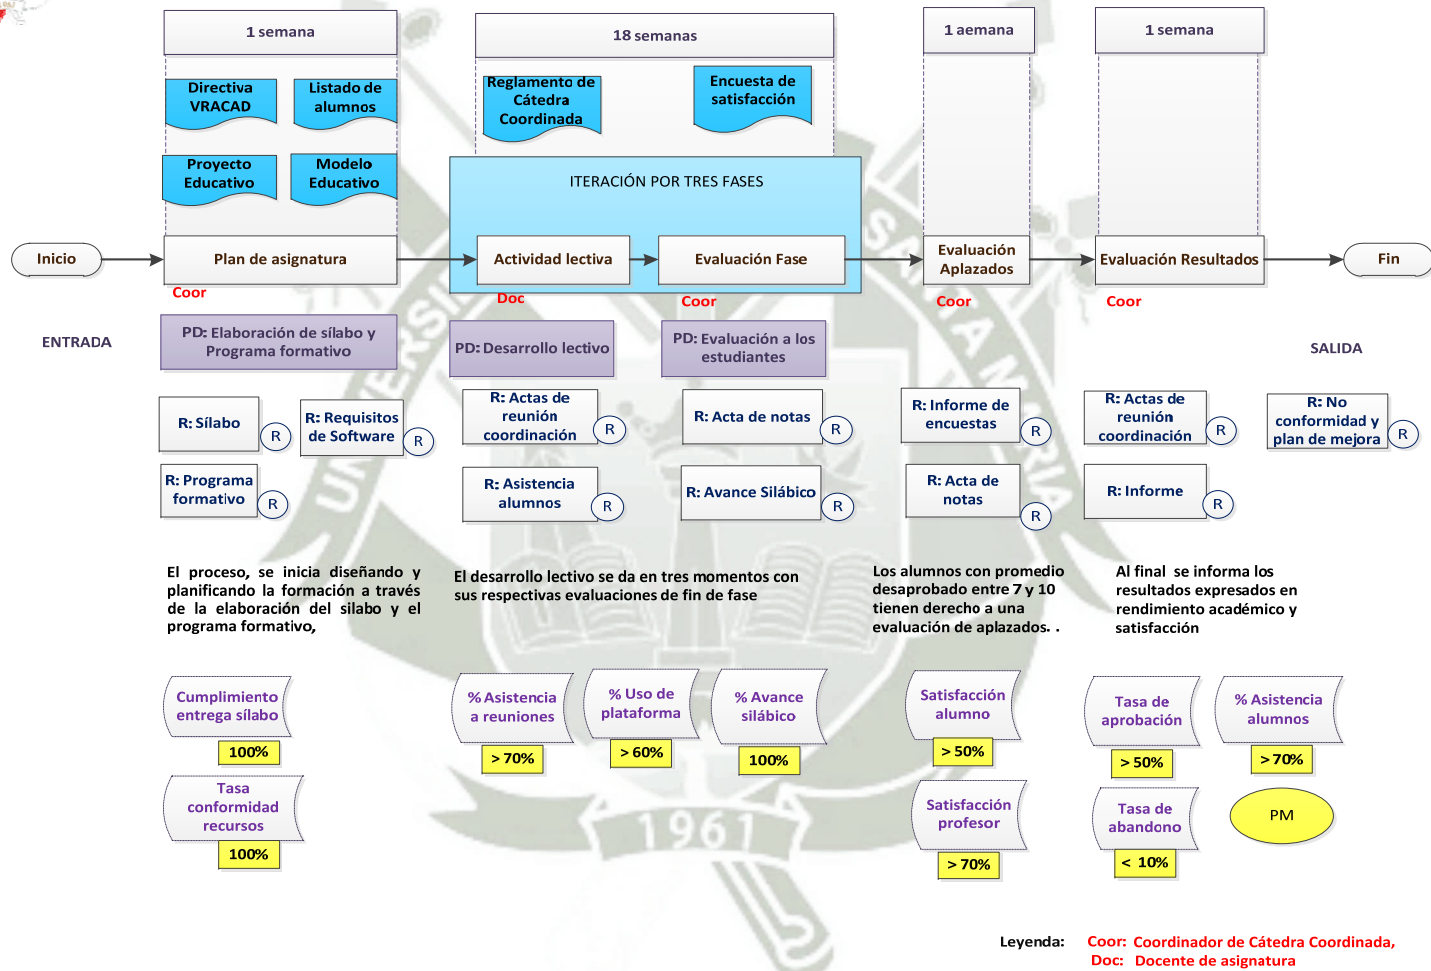 1 semana
18 semanas
1 aemana
1 semana
Directiva
VRACAD
Listado de
alumnos
Reglamento de
Cátedra
Coordinada
Encuesta de
satisfacción
Proyecto
Educativo
Modelo
Educativo
ITERACIÓN POR TRES FASES
Inicio
Plan de asignatura
Actividad lectiva
Evaluación Fase
Evaluación
Aplazados
Evaluación Resultados
Fin
Coor
Doc
Coor
Coor
Coor
ENTRADA
PD: Elaboración de sílabo y
Programa formativo
PD: Desarrollo lectivo
PD: Evaluación a los
estudiantes
SALIDA
R: Sílabo
R
R: Requisitos
de Software
R
R: Actas de
reunión
coordinación
R
R: Acta de notas
R
R: Informe de
encuestas
R
R: Actas de
reunión
coordinación
R
R: No
conformidad y
plan de mejora
R
R: Programa
formativo
R
R: Asistencia
alumnos
R
R: Avance Silábico
R
R: Acta de
notas
R
R: Informe
R
El proceso, se inicia diseñando y
planificando la formación a través
de la elaboración del silabo y el
programa formativo,
El desarrollo lectivo se da en tres momentos con
sus respectivas evaluaciones de fin de fase
Los alumnos con promedio
desaprobado entre 7 y 10
tienen derecho a una
evaluación de aplazados. .
Al final se informa los
resultados expresados en
rendimiento académico y
satisfacción
Cumplimiento
entrega sílabo
100%
% Asistencia
a reuniones
> 70%
% Uso de
plataforma
> 60%
% Avance
silábico
100%
Satisfacción
alumno
> 50%
Tasa de
aprobación
> 50%
% Asistencia
alumnos
> 70%
Tasa
conformidad
recursos
100%
Satisfacción
profesor
> 70%
Tasa de
abandono
< 10%
PM
1961
Leyenda:
Coor: Coordinador de Cátedra Coordinada,
Doc: Docente de asignatura